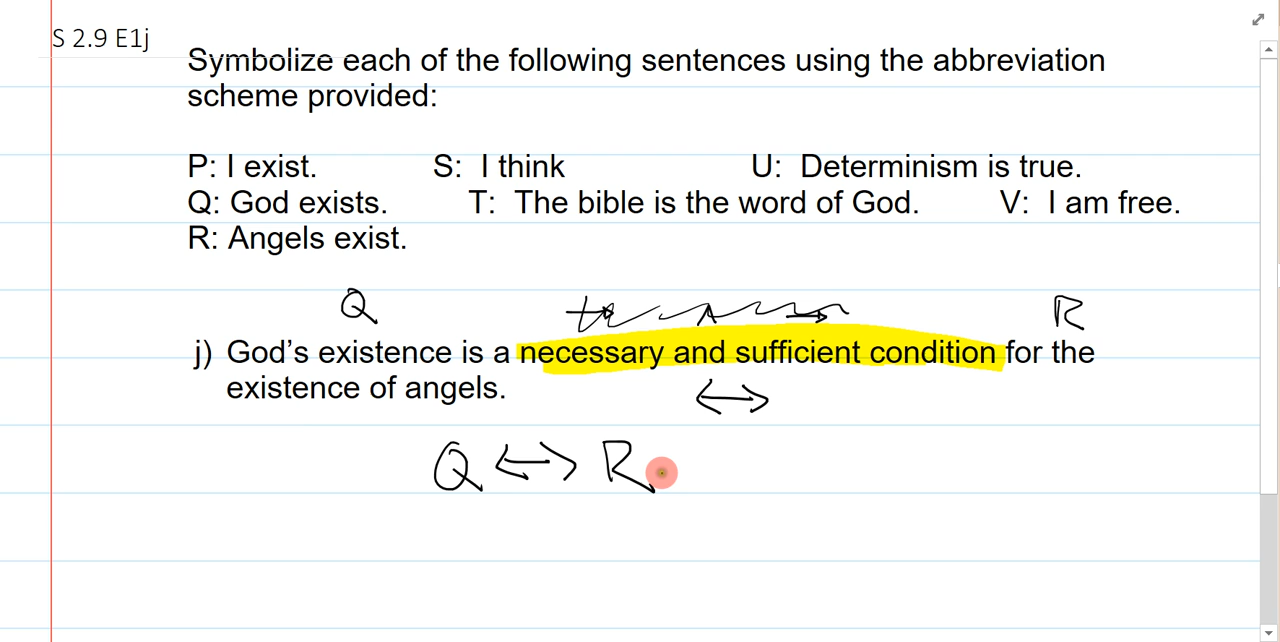 S 2.9 E1j
Symbolize each of the following sentences using the abbreviation
scheme provided:
P: I exist. S: I think U: Determinism is true.
Q: God exists. T: The bible is the word of God. V: I am free.
R: Angels exist.
Q R
j) God's existence is a necessary and sufficient condition for the
existence of angels. ↔
Q ↔ R